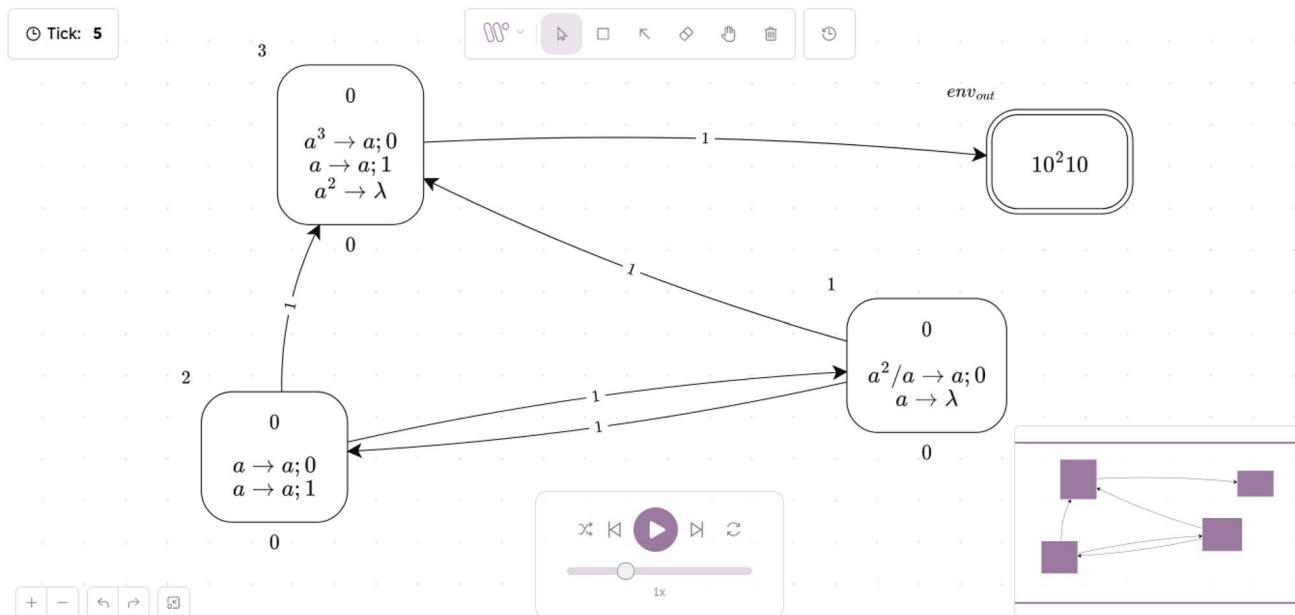 Tick: 5
3
0
a³ → a; 0
a → a; 1
a² → λ
0
1
env_out
10²10
1
1
1
0
a²/a → a; 0
a → λ
0
2
0
a → a; 0
a → a; 1
0
1
1
1x